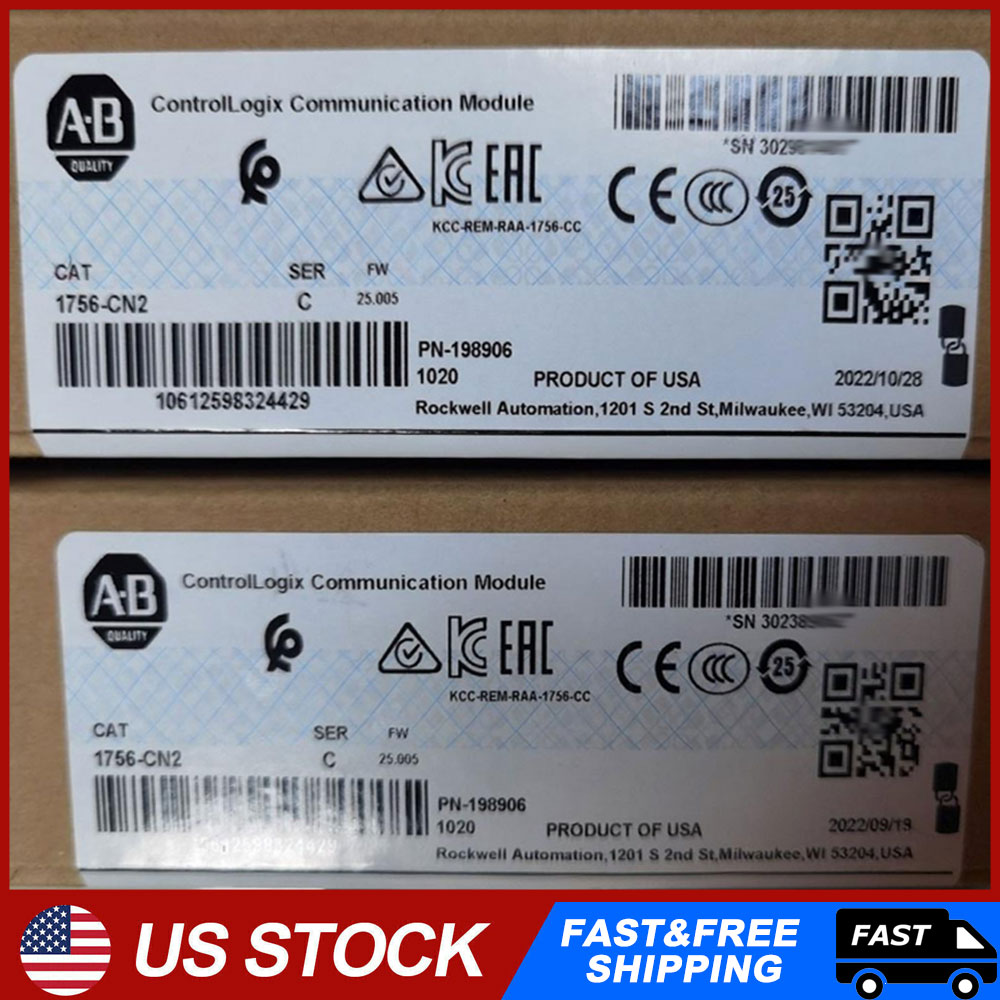 A-B
QUALITY
ControlLogix Communication Module
*SN 3029
KCC-REM-RAA-1756-CC
25
CAT SER FW
1756-CN2 C 25.005
PN-198906
1020 PRODUCT OF USA 2022/10/28
10612598324429
Rockwell Automation,1201 S 2nd St,Milwaukee,WI 53204,USA
A-B
QUALITY
ControlLogix Communication Module
*SN 3023
KCC-REM-RAA-1756-CC
25
CAT SER FW
1756-CN2 C 25.005
PN-198906
1020 PRODUCT OF USA 2022/09/19
10612598324429
Rockwell Automation,1201 S 2nd St,Milwaukee,WI 53204,USA
US STOCK
FAST&FREE
SHIPPING
FAST